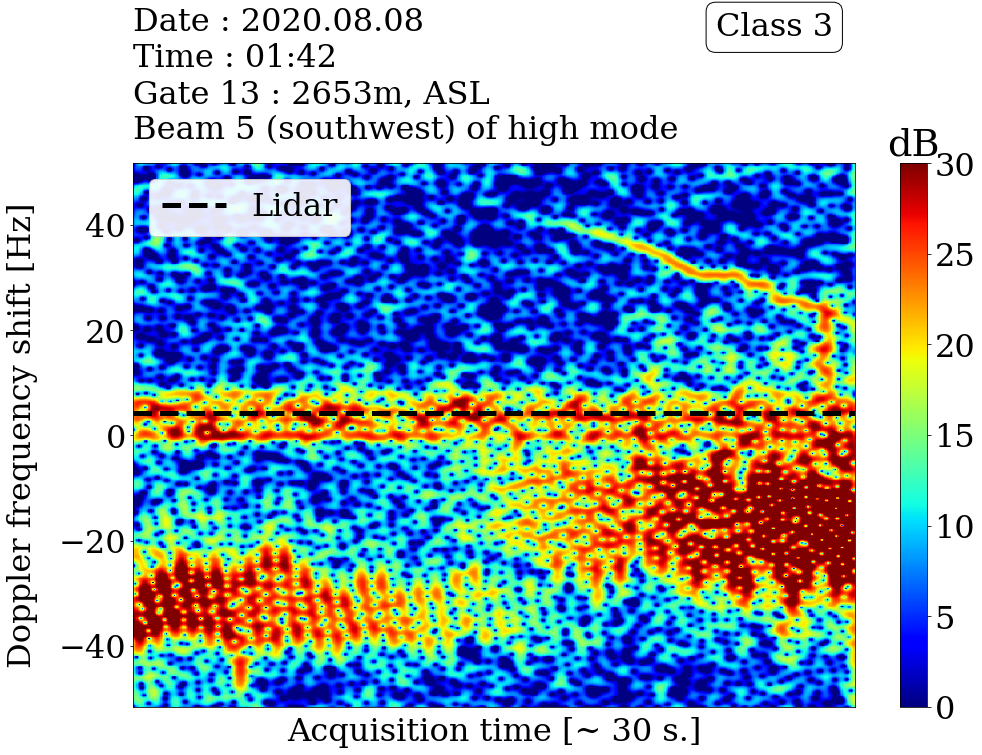 Date : 2020.08.08
Time : 01:42
Gate 13 : 2653m, ASL
Beam 5 (southwest) of high mode
Class 3
dB
Lidar
Doppler frequency shift [Hz]
40
20
0
−20
−40
30
25
20
15
10
5
0
Acquisition time [~ 30 s.]